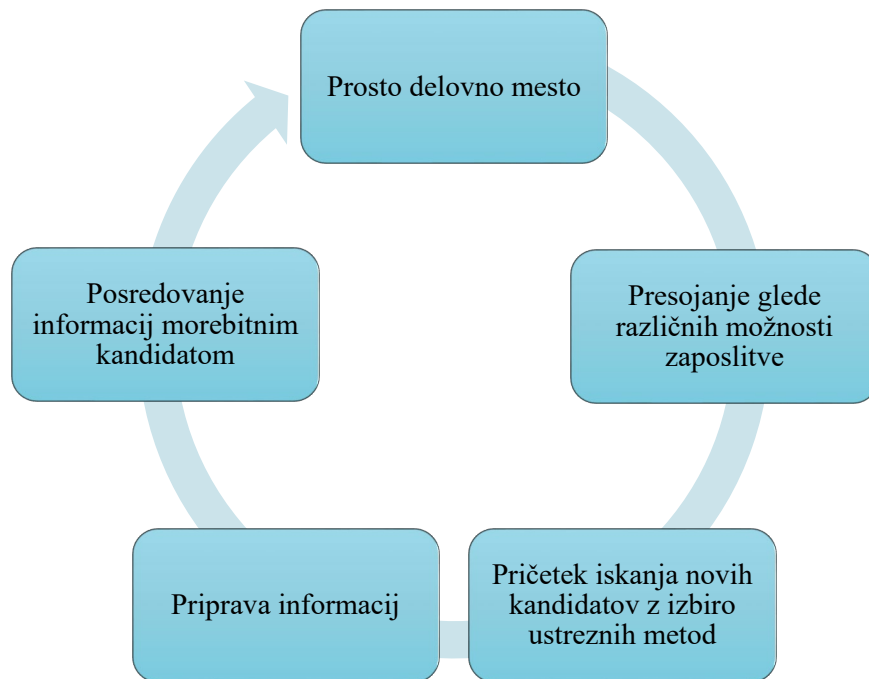 Prosto delovno mesto
Presojanje glede
različnih možnosti
zaposlitve
Pričetek iskanja novih
kandidatov z izbiro
ustreznih metod
Priprava informacij
Posredovanje
informacij morebitnim
kandidatom